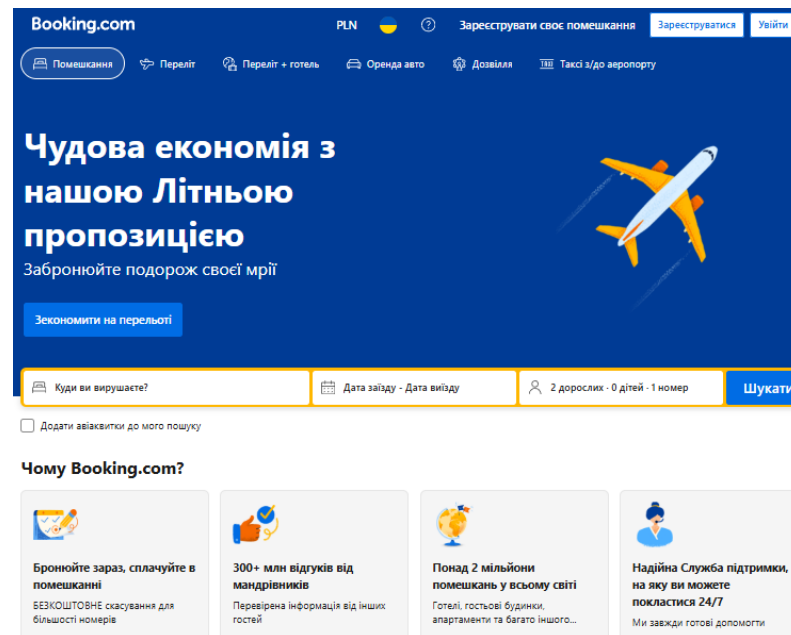 Booking.com
PLN
Зареєструвати своє помешкання
Зареєструватися
Увійти
Помешкання
Переліт
Переліт + готель
Оренда авто
Дозвілля
TAXI Таксі з/до аеропорту
Чудова економія з
нашою Літньою
пропозицією
Забронюйте подорож своєї мрії
Зекономити на перельоті
Куди ви вирушаєте?
Дата заїзду - Дата виїзду
2 дорослих · 0 дітей · 1 номер
Шукати
Додати авіаквитки до мого пошуку
Чому Booking.com?
Бронюйте зараз, сплачуйте в
помешканні
БЕЗКОШТОВНЕ скасування для
більшості номерів
300+ млн відгуків від
мандрівників
Перевірена інформація від інших
гостей
Понад 2 мільйони
помешкань у всьому світі
Готелі, гостьові будинки,
апартаменти та багато іншого...
Надійна Служба підтримки,
на яку ви можете
покластися 24/7
Ми завжди готові допомогти